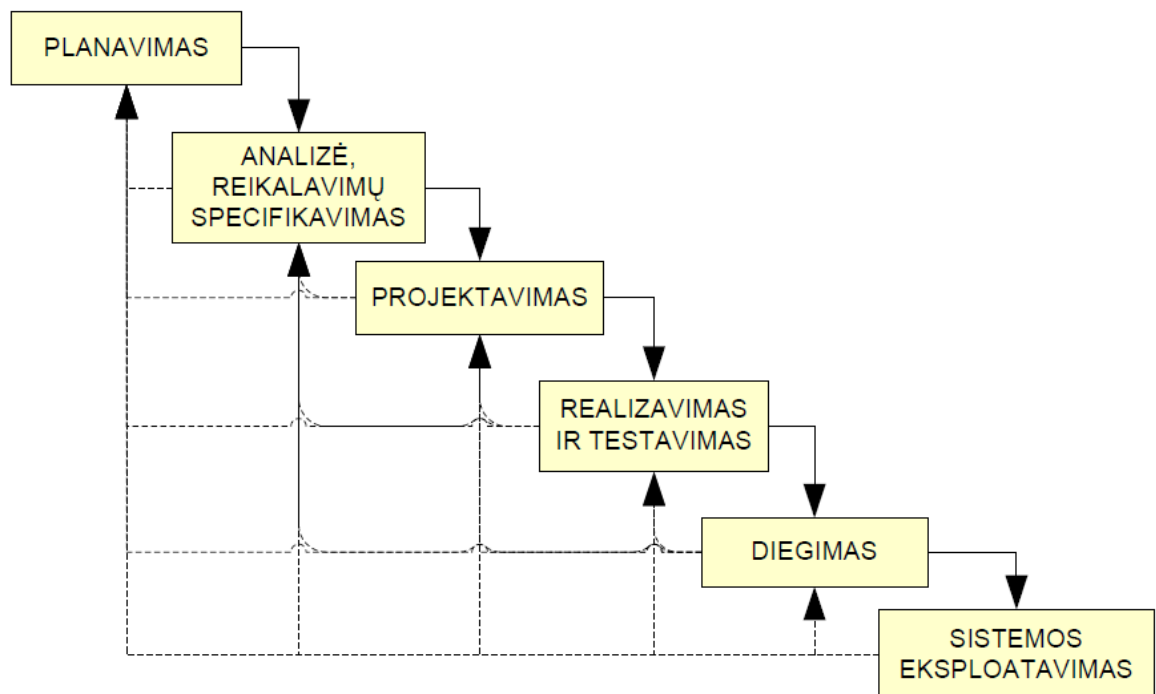 PLANAVIMAS
ANALIZĖ,
REIKALAVIMŲ
SPECIFIKAVIMAS
PROJEKTAVIMAS
REALIZAVIMAS
IR TESTAVIMAS
DIEGIMAS
SISTEMOS
EKSPLOATAVIMAS